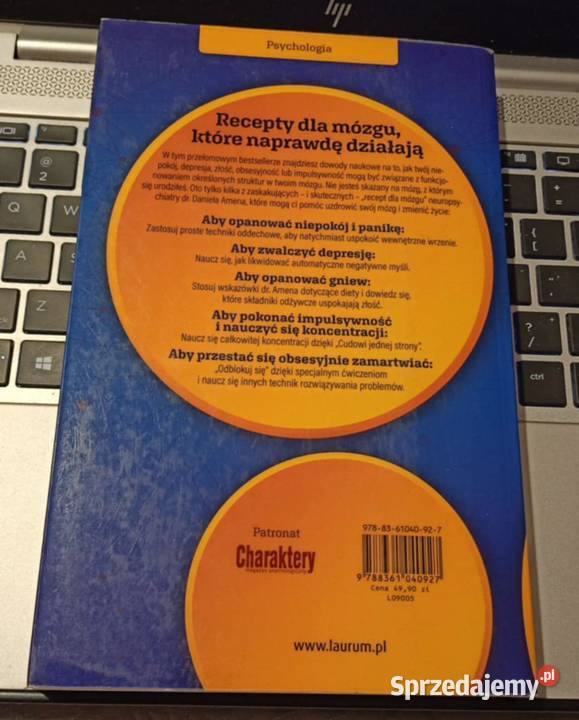 hp
Psychologia
Recepty dla mózgu,
które naprawdę działają
W tym przełomowym bestsellerze znajdziesz dowody naukowe na to, jak twój nie-
pokój, depresja, złość, obsesyjność lub impulsywność mogą być związane z funkcjo-
nowaniem określonych struktur w twoim mózgu. Nie jesteś skazany na mózg, z którym
się urodziłeś. Oto tylko kilka z zaskakujących – i skutecznych – „recept dla mózgu” neuropsy-
chiatry dr. Daniela Amena, które mogą ci pomóc uzdrowić swój mózg i zmienić życie:
Aby opanować niepokój i panikę:
Zastosuj proste techniki oddechowe, aby natychmiast uspokoić wewnętrzne wrzenie.
Aby zwalczyć depresję:
Naucz się, jak likwidować automatyczne negatywne myśli.
Aby opanować gniew:
Stosuj wskazówki dr. Amena dotyczące diety i dowiedz się,
które składniki odżywcze uspokajają złość.
Aby pokonać impulsywność
i nauczyć się koncentracji:
Naucz się całkowitej koncentracji dzięki „Cudowi jednej strony”.
Aby przestać się obsesyjnie zamartwiać:
„Odblokuj się” dzięki specjalnym ćwiczeniom
i naucz się innych technik rozwiązywania problemów.
Patronat
Charaktery
magazyn psychologiczny
978-83-61040-92-7
9 788361 040927
Cena 49,90 zł
L09005
www.laurum.pl
@
2
ctrl
Sprzedajemy.pl